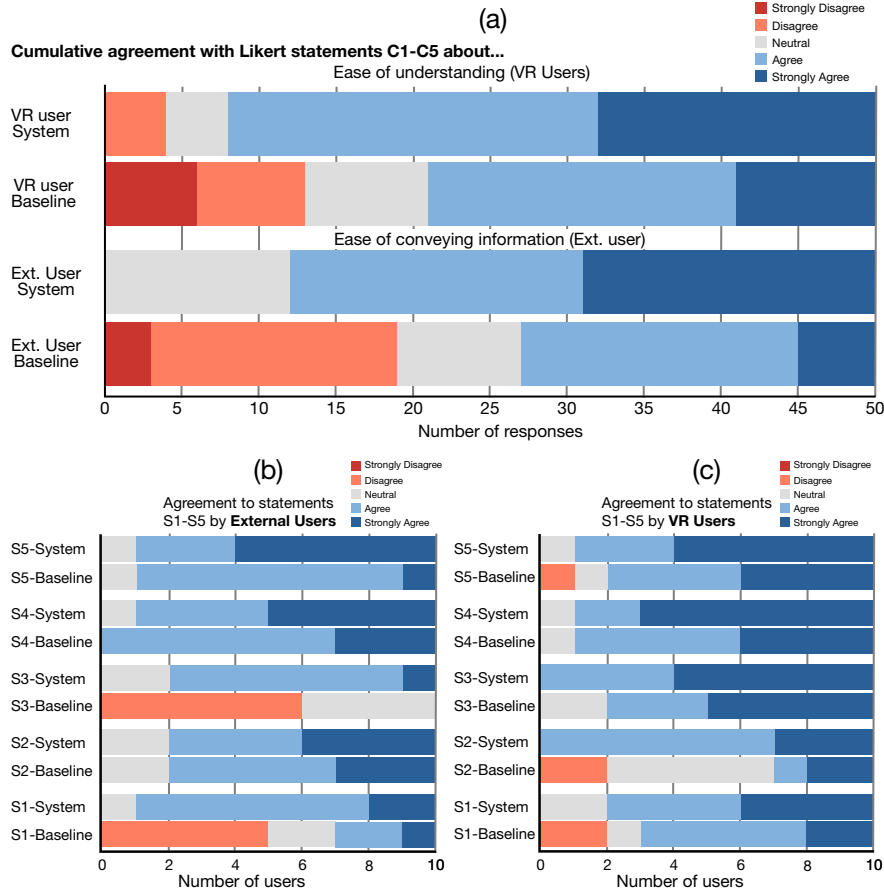 (a)
Strongly Disagree
Disagree
Neutral
Agree
Strongly Agree
Cumulative agreement with Likert statements C1-C5 about...
Ease of understanding (VR Users)
VR user
System
VR user
Baseline
Ease of conveying information (Ext. user)
Ext. User
System
Ext. User
Baseline
0 5 10 15 20 25 30 35 40 45 50
Number of responses
(b)
Strongly Disagree
Disagree
Neutral
Agree
Strongly Agree
Agreement to statements
S1-S5 by External Users
S5-System
S5-Baseline
S4-System
S4-Baseline
S3-System
S3-Baseline
S2-System
S2-Baseline
S1-System
S1-Baseline
0 2 4 6 8 10
Number of users
(c)
Strongly Disagree
Disagree
Neutral
Agree
Strongly Agree
Agreement to statements
S1-S5 by VR Users
S5-System
S5-Baseline
S4-System
S4-Baseline
S3-System
S3-Baseline
S2-System
S2-Baseline
S1-System
S1-Baseline
0 2 4 6 8 10
Number of users